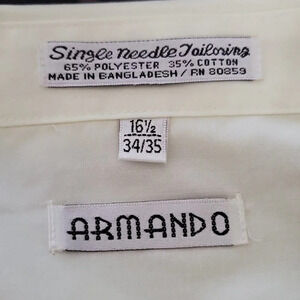 Single Needle Tailoring
65% POLYESTER 35% COTTON
MADE IN BANGLADESH / RN 80859
16½
34/35
ARMANDO